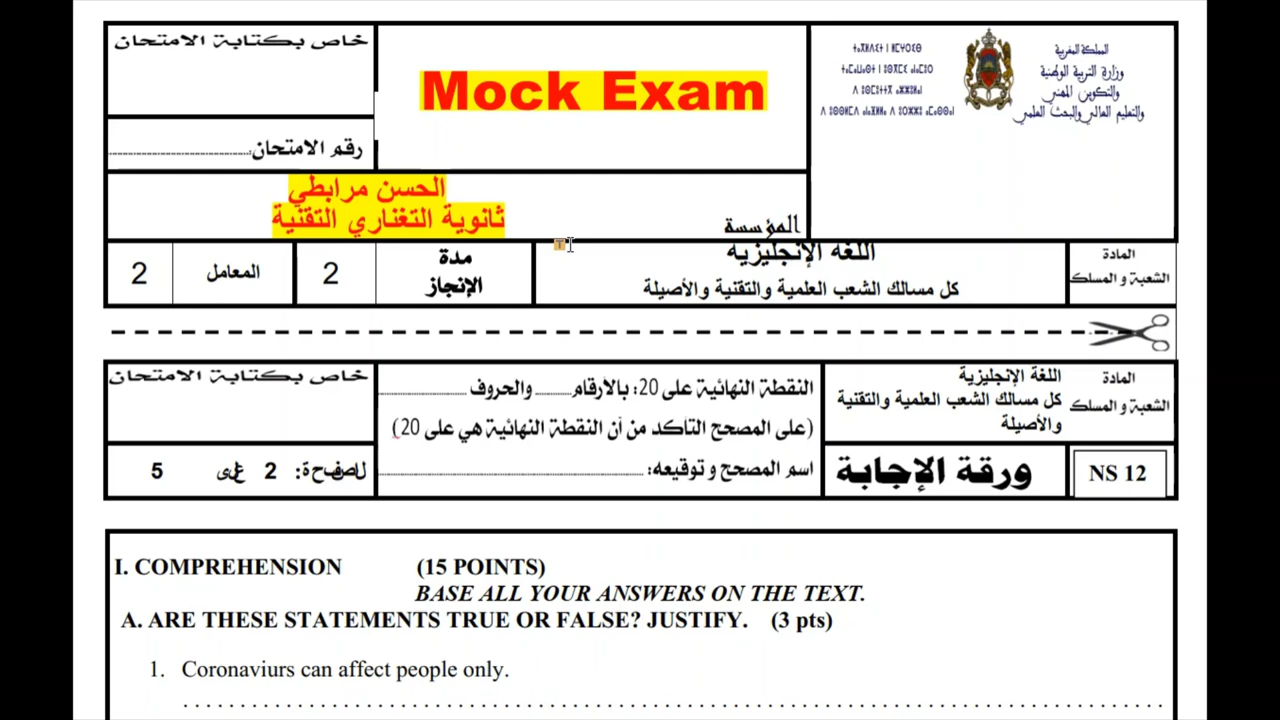 خاص بكتابة الامتحان
رقم الامتحان:
Mock Exam
ⵜⴰⴳⵍⴷⵉⵜ ⵏ ⵍⵎⵖⵔⵉⴱ
المملكة المغربية
وزارة التربية الوطنية
والتكوين المهني
والتعليم العالي والبحث العلمي
الحسن مرابطي
ثانوية التغناري التقنية
المؤسسة
المادة
الشعبة و المسلك
اللغة الإنجليزية
كل مسالك الشعب العلمية والتقنية والأصيلة
مدة
الإنجاز
2
المعامل
2
المادة
الشعبة و المسلك
اللغة الإنجليزية
كل مسالك الشعب العلمية والتقنية
والأصيلة
NS 12
ورقة الإجابة
النقطة النهائية على 20: بالأرقام والحروف
(على المصحح التأكد من أن النقطة النهائية هي على 20)
اسم المصحح و توقيعه:
خاص بكتابة الامتحان
الصفحة: 2 على 5
I. COMPREHENSION (15 POINTS)
BASE ALL YOUR ANSWERS ON THE TEXT.
A. ARE THESE STATEMENTS TRUE OR FALSE? JUSTIFY. (3 pts)
1. Coronaviurs can affect people only.